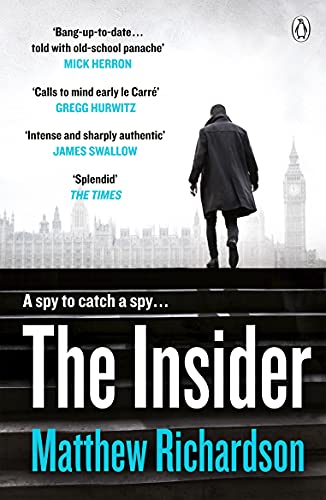 ‘Bang-up-to-date…
told with old-school panache’
MICK HERRON
‘Calls to mind early le Carré’
GREGG HURWITZ
‘Intense and sharply authentic’
JAMES SWALLOW
‘Splendid’
THE TIMES
A spy to catch a spy…
The Insider
Matthew Richardson